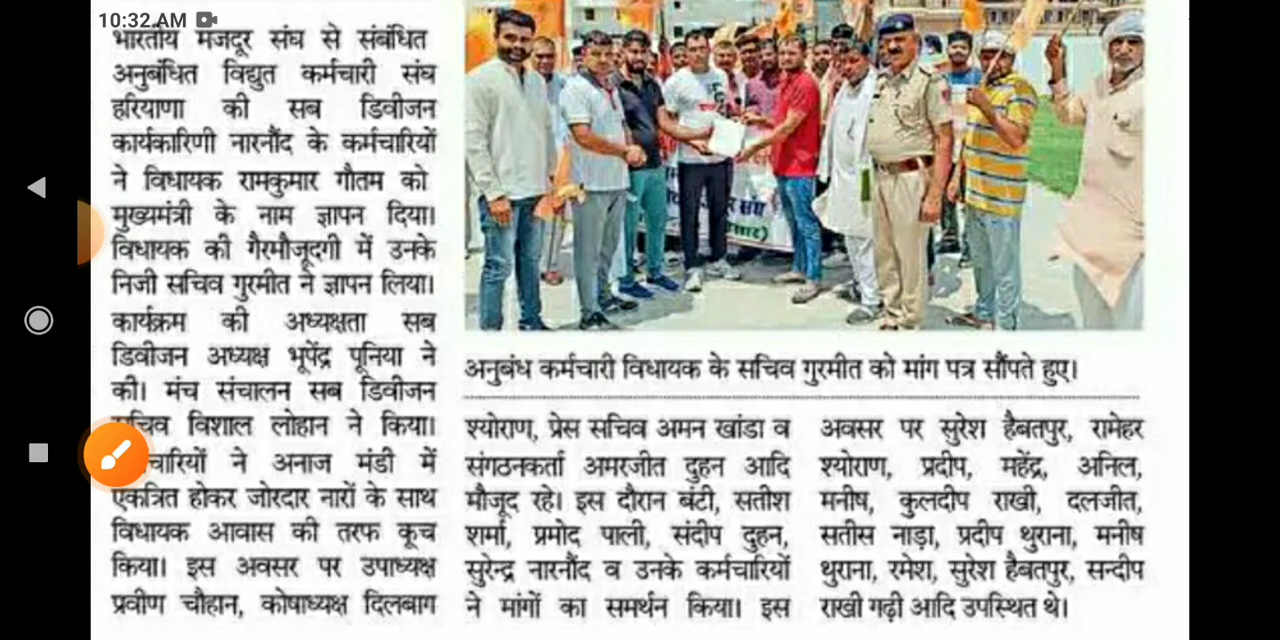 10:32 AM
भारतीय मजदूर संघ से संबंधित
अनुबंधित विद्युत कर्मचारी संघ
हरियाणा की सब डिवीजन
कार्यकारिणी नारनौंद के कर्मचारियों
ने विधायक रामकुमार गौतम को
मुख्यमंत्री के नाम ज्ञापन दिया।
विधायक की गैरमौजूदगी में उनके
निजी सचिव गुरमीत ने ज्ञापन लिया।
कार्यक्रम की अध्यक्षता सब
डिवीजन अध्यक्ष भूपेंद्र पूनिया ने
की। मंच संचालन सब डिवीजन
सचिव विशाल लोहान ने किया।
चारियों ने अनाज मंडी में
एकत्रित होकर जोरदार नारों के साथ
विधायक आवास की तरफ कूच
किया। इस अवसर पर उपाध्यक्ष
प्रवीण चौहान, कोषाध्यक्ष दिलबाग
संघ
अनुबंध कर्मचारी विधायक के सचिव गुरमीत को मांग पत्र सौंपते हुए।
श्योराण, प्रेस सचिव अमन खांडा व
संगठनकर्ता अमरजीत दुहन आदि
मौजूद रहे। इस दौरान बंटी, सतीश
शर्मा, प्रमोद पाली, संदीप दुहन,
सुरेन्द्र नारनौंद व उनके कर्मचारियों
ने मांगों का समर्थन किया। इस
अवसर पर सुरेश हैबतपुर, रामेहर
श्योराण, प्रदीप, महेंद्र, अनिल,
मनीष, कुलदीप राखी, दलजीत,
सतीस नाड़ा, प्रदीप थुराना, मनीष
थुराना, रमेश, सुरेश हैबतपुर, सन्दीप
राखी गढ़ी आदि उपस्थित थे।